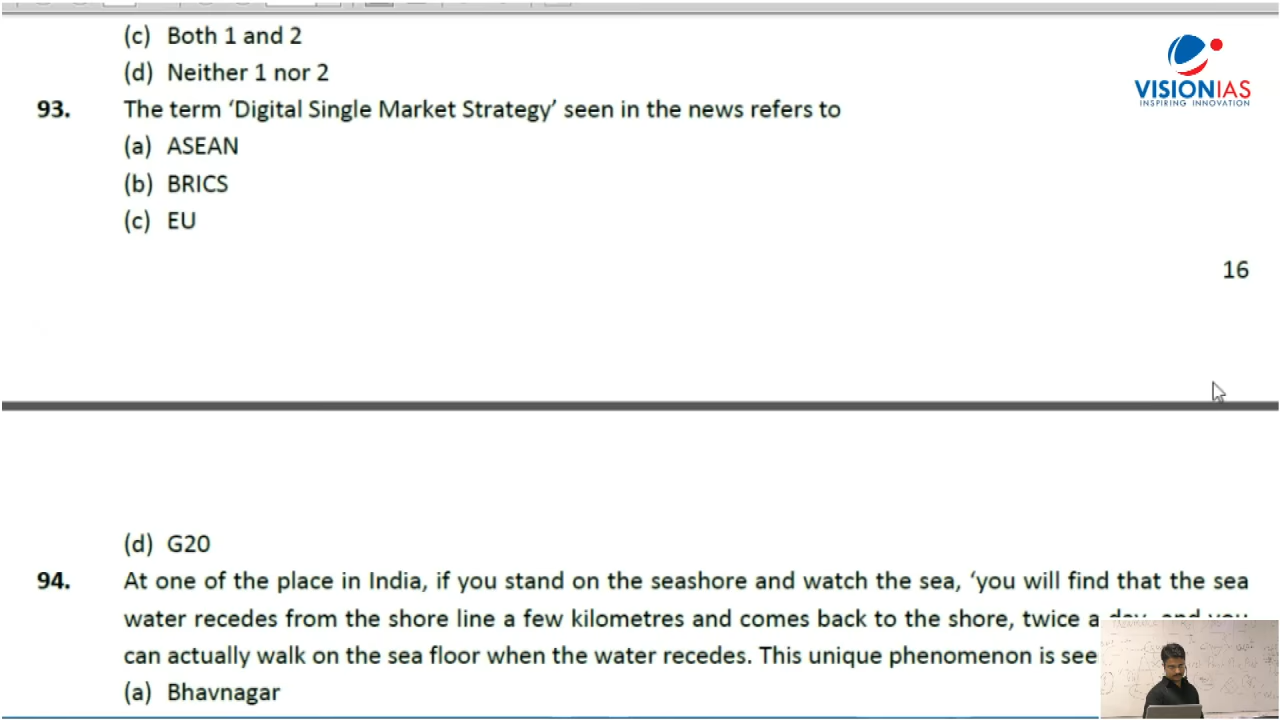 (c) Both 1 and 2
(d) Neither 1 nor 2
VISIONIAS
INSPIRING INNOVATION
93. The term ‘Digital Single Market Strategy’ seen in the news refers to
(a) ASEAN
(b) BRICS
(c) EU
16
(d) G20
94. At one of the place in India, if you stand on the seashore and watch the sea, ‘you will find that the sea
water recedes from the shore line a few kilometres and comes back to the shore, twice a day, and you
can actually walk on the sea floor when the water recedes. This unique phenomenon is
(a) Bhavnagar